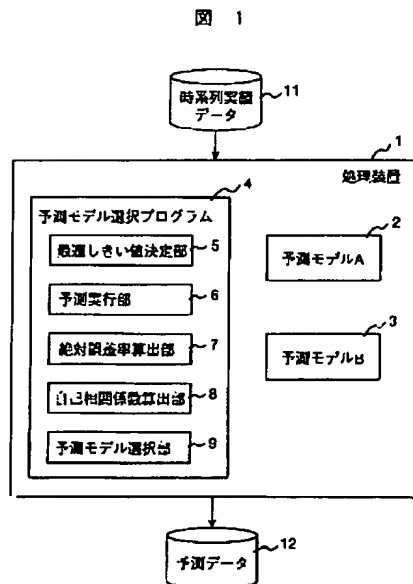 図 1
時系列実績
データ
11
1
処理装置
4
予測モデル選択プログラム
最適しきい値決定部
5
予測実行部
6
絶対誤差率算出部
7
自己相関係数算出部
8
予測モデル選択部
9
2
予測モデルA
3
予測モデルB
予測データ
12